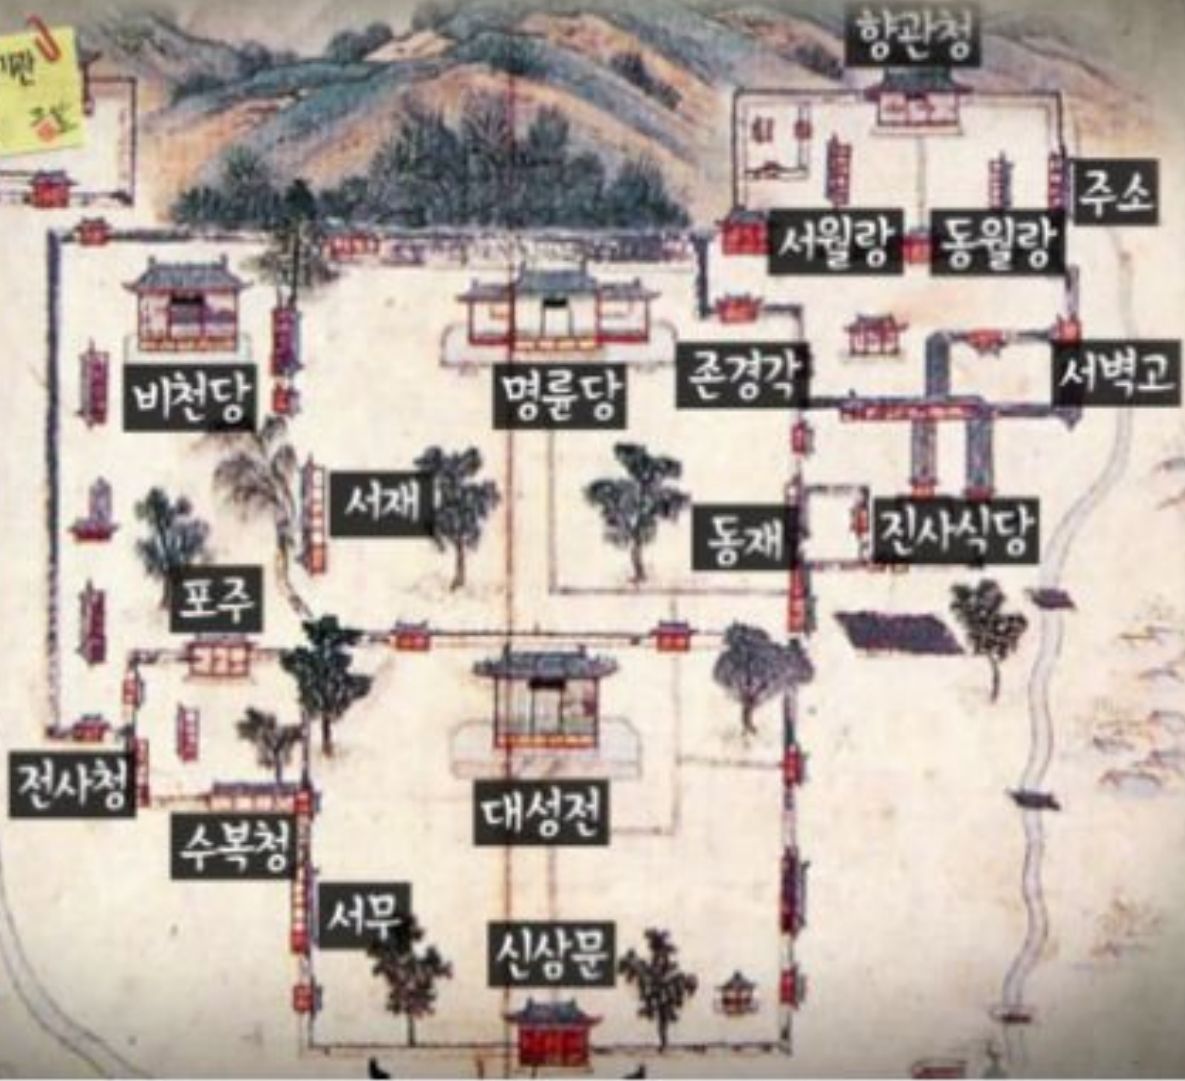 향관청
주소
서월랑
동월랑
비천당
명륜당
존경각
서벽고
서재
동재
진사식당
포주
전사청
대성전
수복청
서무
신삼문